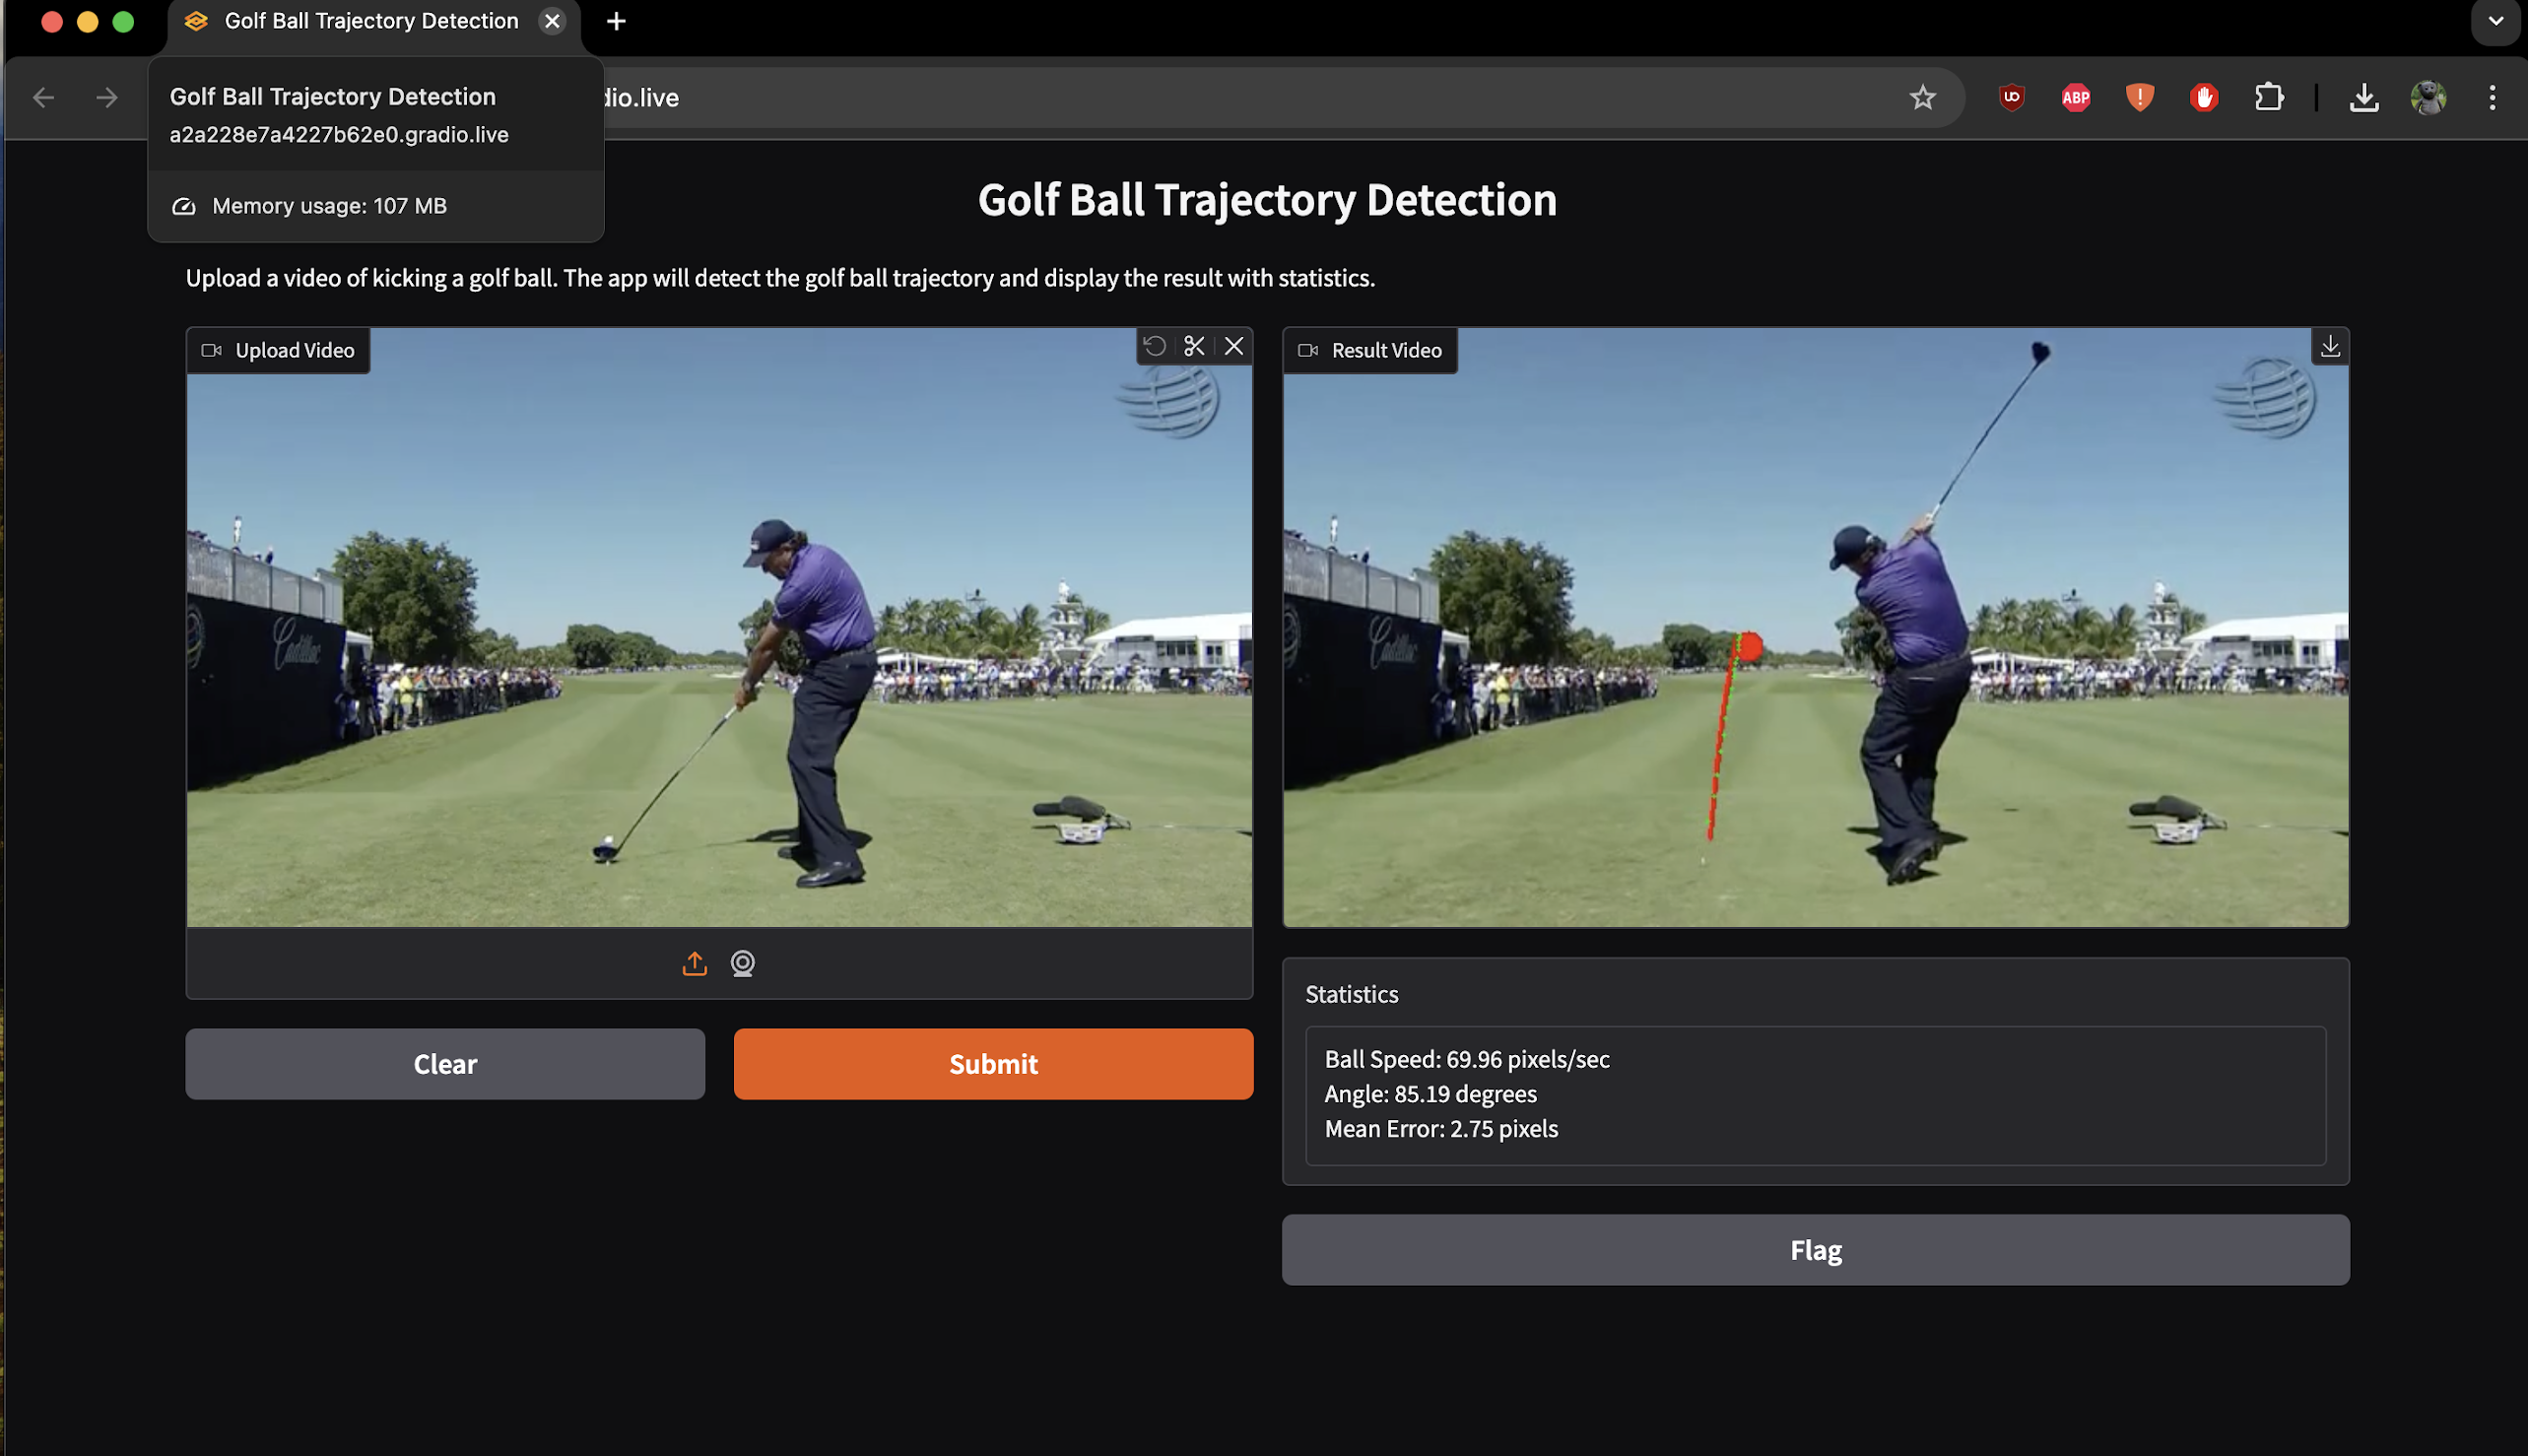 Golf Ball Trajectory Detection
Golf Ball Trajectory Detection
a2a228e7a4227b62e0.gradio.live
dio.live
UO
ABP
Memory usage: 107 MB
Golf Ball Trajectory Detection
Upload a video of kicking a golf ball. The app will detect the golf ball trajectory and display the result with statistics.
Upload Video
Cadillac
Clear
Submit
Result Video
Cadillac
Statistics
Ball Speed: 69.96 pixels/sec
Angle: 85.19 degrees
Mean Error: 2.75 pixels
Flag